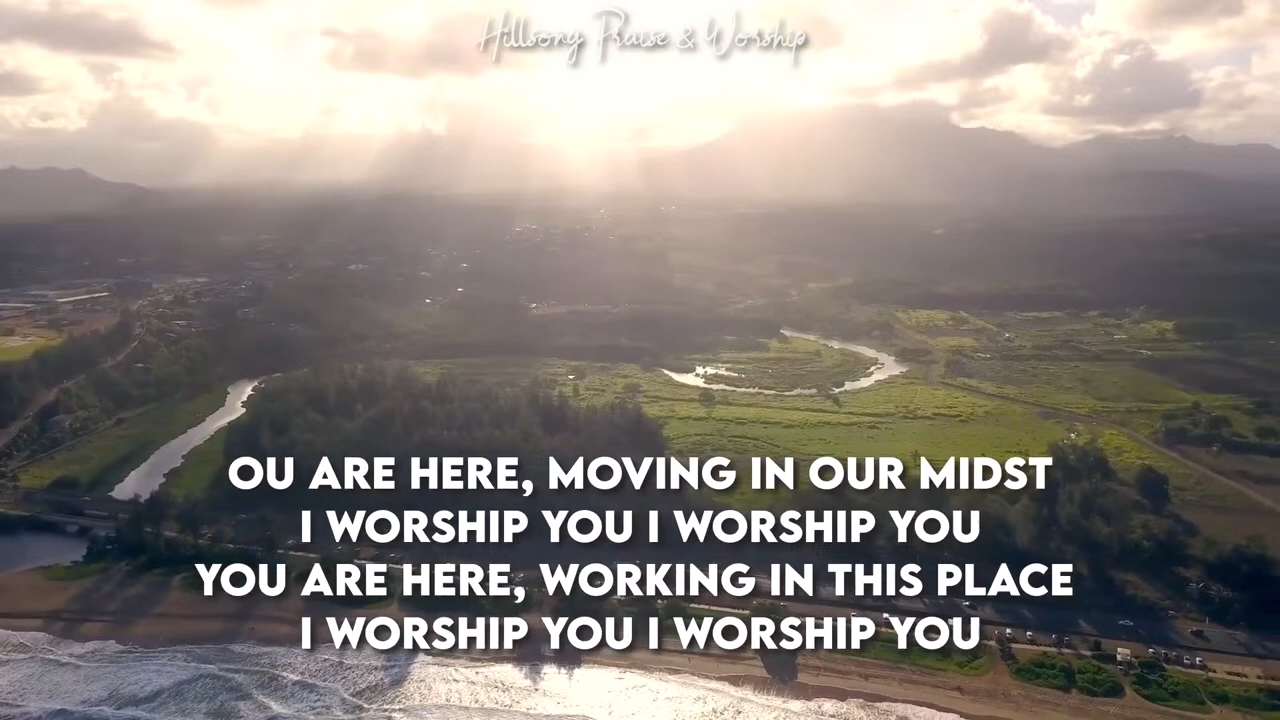 Hillsong Praise & Worship
OU ARE HERE, MOVING IN OUR MIDST
I WORSHIP YOU I WORSHIP YOU
YOU ARE HERE, WORKING IN THIS PLACE
I WORSHIP YOU I WORSHIP YOU